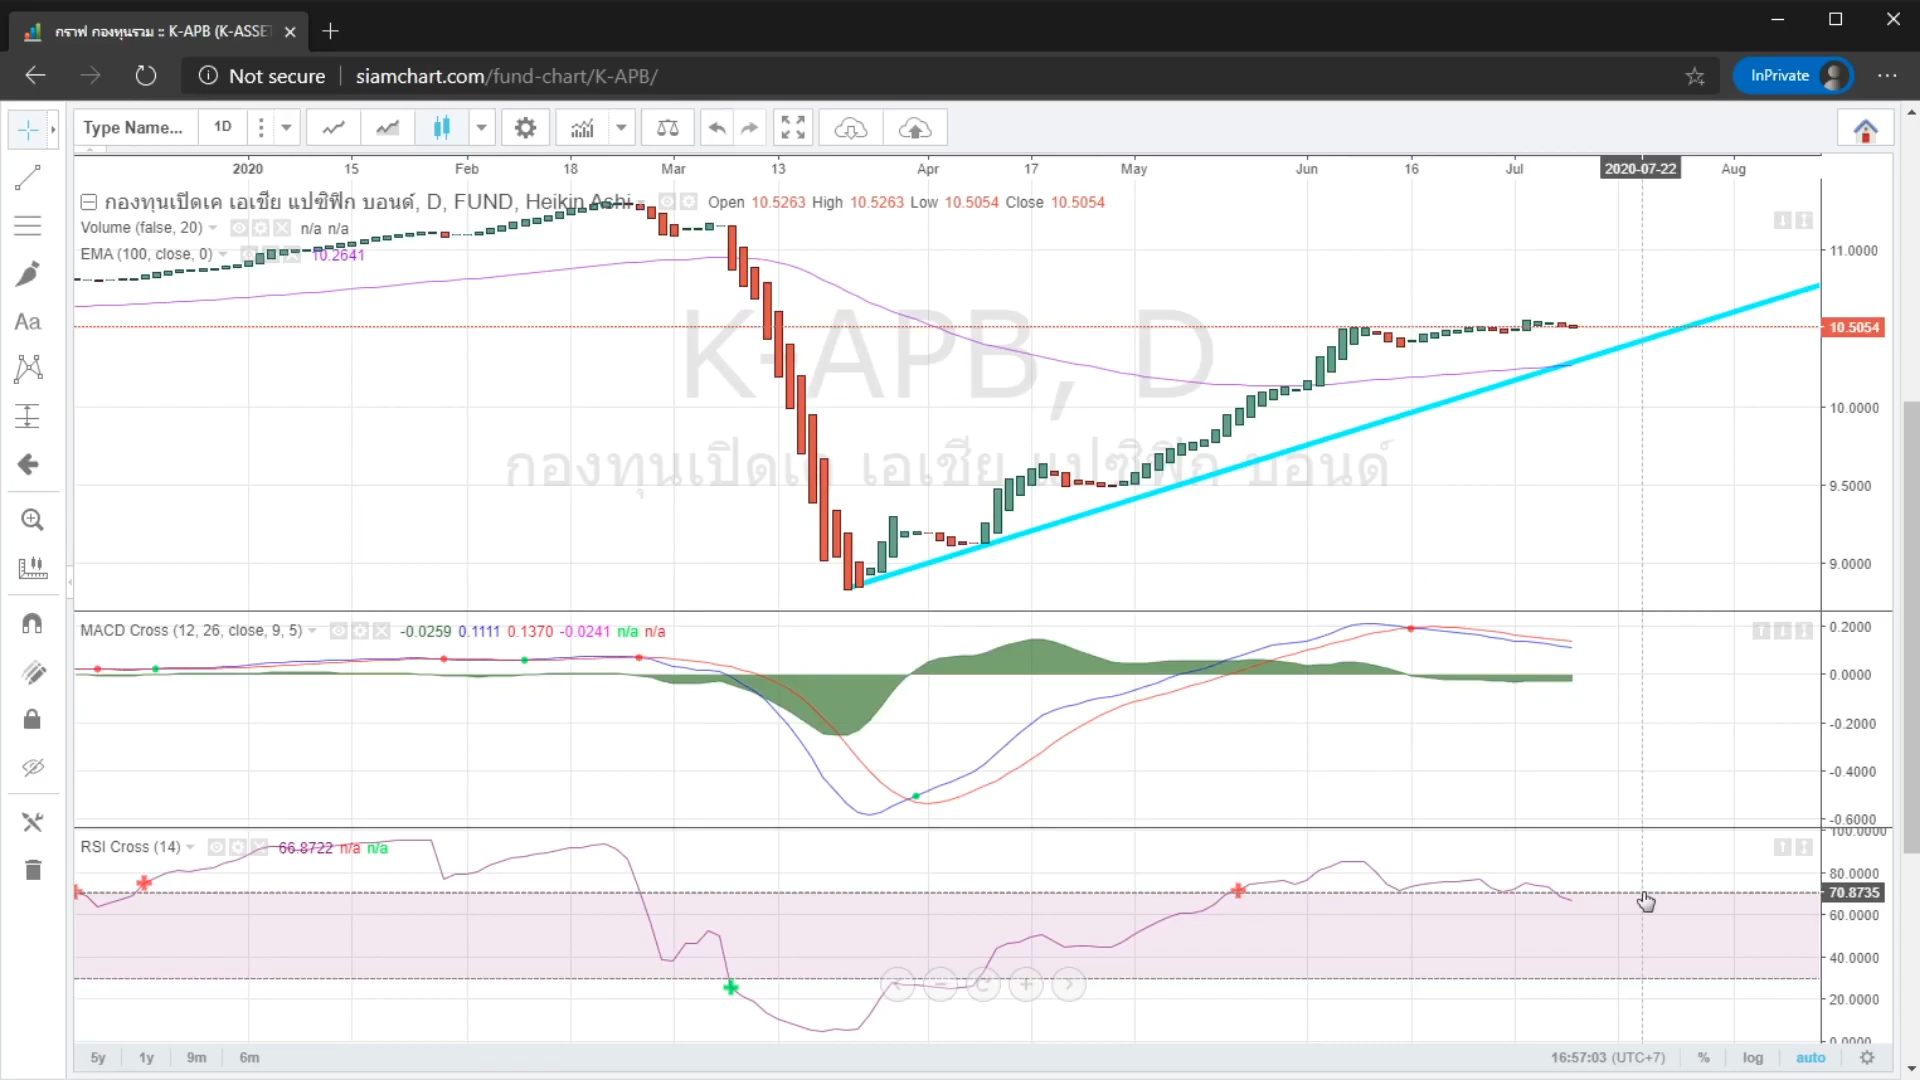 กราฟ กองทุนรวม :: K-APB (K-ASSE
Not secure siamchart.com/fund-chart/K-APB/ InPrivate
Type Name... 1D
2020 15 Feb 18 Mar 13 Apr 17 May Jun 16 Jul 2020-07-22 Aug
กองทุนเปิดเค เอเชีย แปซิฟิก บอนด์, D, FUND, Heikin Ashi Open 10.5263 High 10.5263 Low 10.5054 Close 10.5054
Volume (false, 20) n/a n/a
EMA (100, close, 0) 10.2641
11.0000
10.5054
10.0000
9.5000
9.0000
K-APB, D
กองทุนเปิดเค เอเชีย แปซิฟิก บอนด์
MACD Cross (12, 26, close, 9, 5) -0.0259 0.1111 0.1370 -0.0241 n/a n/a
0.2000
0.0000
-0.2000
-0.4000
-0.6000
RSI Cross (14) 66.8722 n/a n/a
100.0000
80.0000
70.8735
60.0000
40.0000
20.0000
0.0000
5y 1y 9m 6m 16:57:03 (UTC+7) % log auto